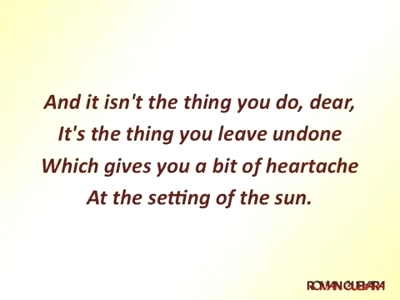 And it isn't the thing you do, dear,
It's the thing you leave undone
Which gives you a bit of heartache
At the setting of the sun.
ROMAN GUEVARA